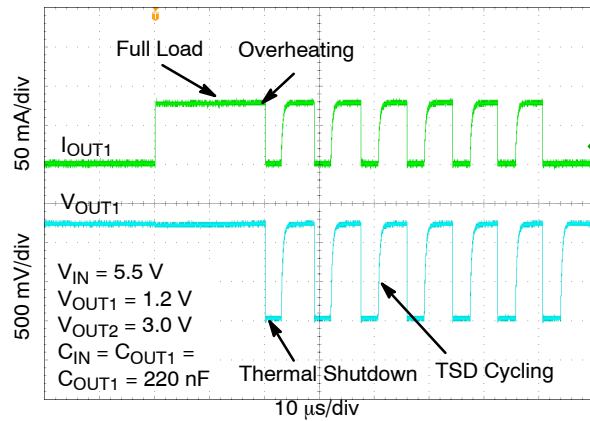 T
Full Load
Overheating
50 mA/div
IOUT1
VOUT1
500 mV/div
VIN = 5.5 V
VOUT1 = 1.2 V
VOUT2 = 3.0 V
CIN = COUT1 =
COUT1 = 220 nF
Thermal Shutdown
TSD Cycling
10 μs/div